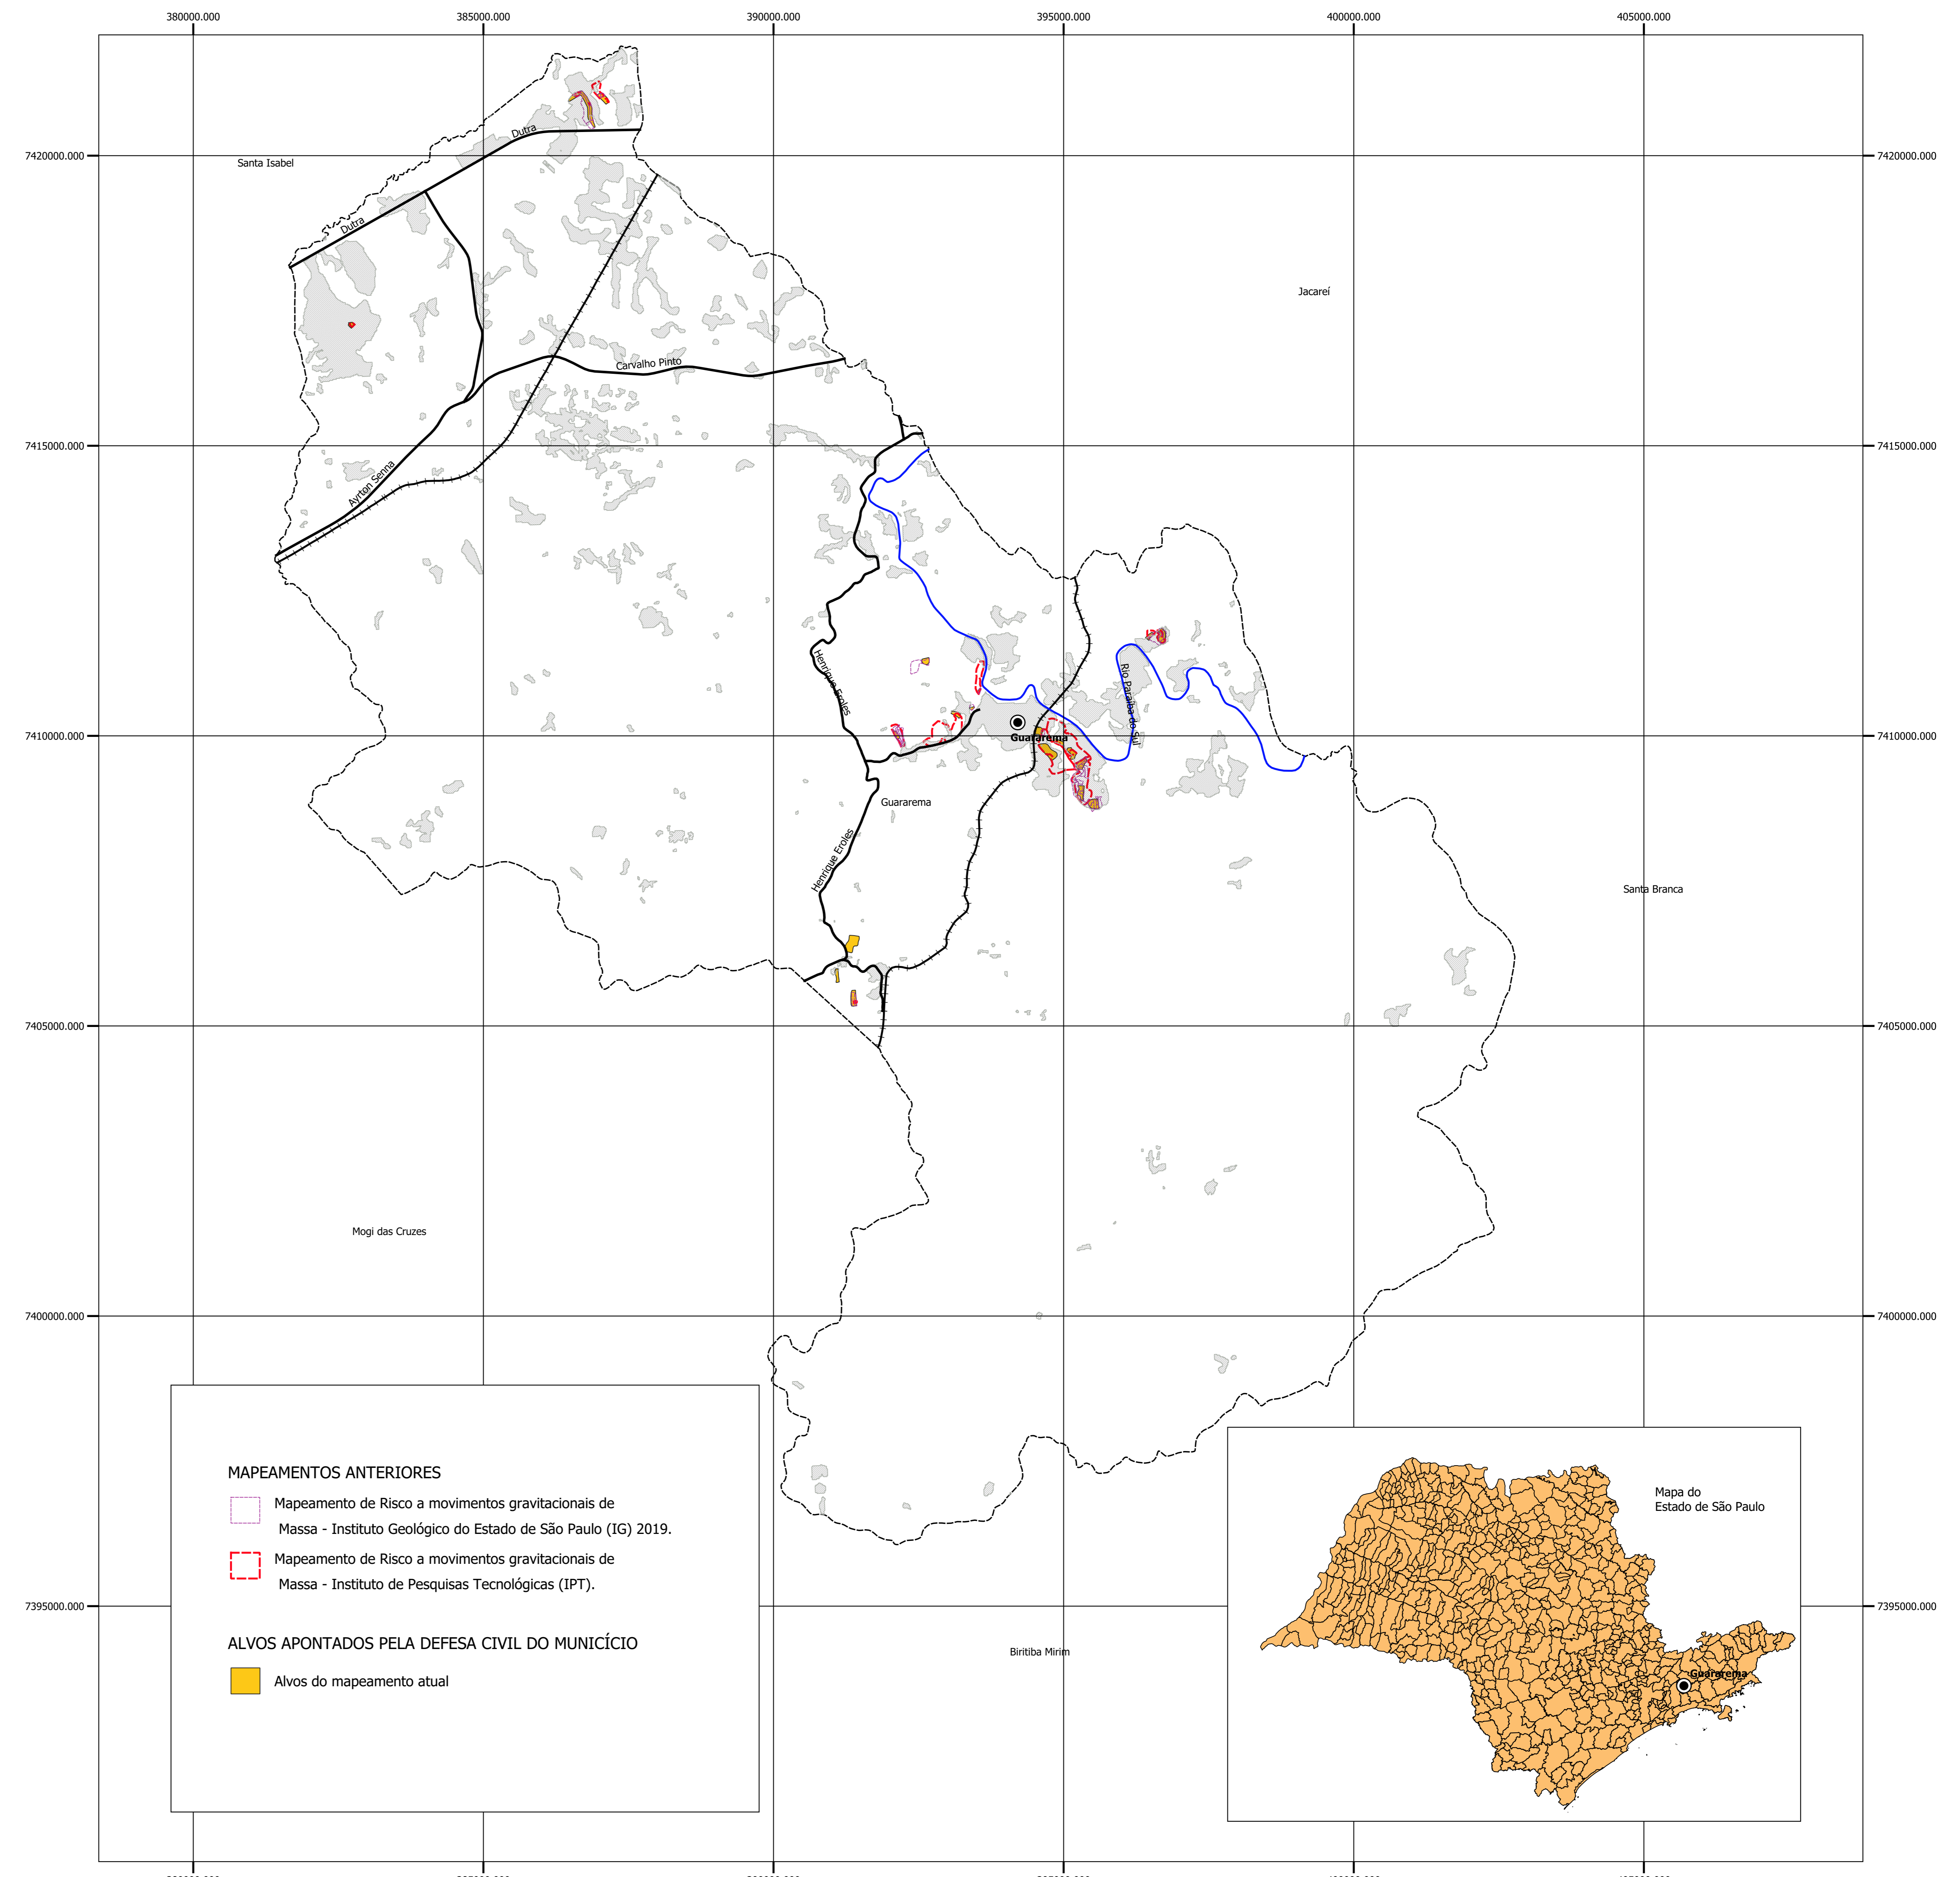 380000.000 385000.000 390000.000 395000.000 400000.000 405000.000
7420000.000 7420000.000
Dutra
Santa Isabel
Dutra
Jacareí
Carvalho Pinto
7415000.000 7415000.000
Ayrton Senna
Henrique Eroles
Rio Paraíba do Sul
7410000.000 7410000.000
Guararema
Guararema
Henrique Eroles
Santa Branca
7405000.000 7405000.000
Mogi das Cruzes
7400000.000 7400000.000
MAPEAMENTOS ANTERIORES
Mapeamento de Risco a movimentos gravitacionais de
Massa - Instituto Geológico do Estado de São Paulo (IG) 2019.
Mapeamento de Risco a movimentos gravitacionais de
Massa - Instituto de Pesquisas Tecnológicas (IPT).
ALVOS APONTADOS PELA DEFESA CIVIL DO MUNICÍCIO
Alvos do mapeamento atual
Mapa do
Estado de São Paulo
7395000.000
7395000.000
Biritiba Mirim
Guararema